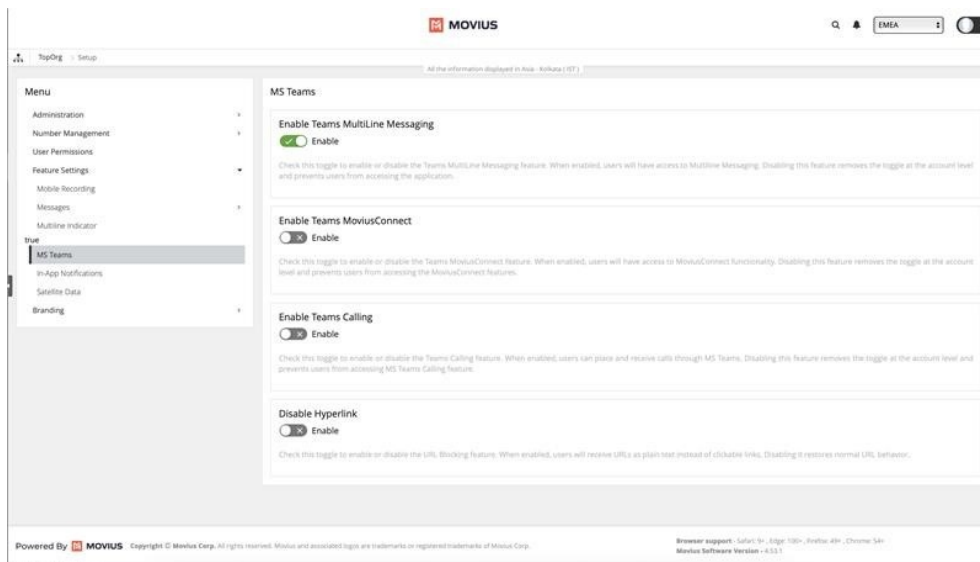 MOVIUS
EMEA
TopOrg > Setup
All the information displayed in Asia - Kolkata ( IST )
Menu
Administration
Number Management
User Permissions
Feature Settings
Mobile Recording
Messages
Multiline Indicator
true
MS Teams
In-App Notifications
Satellite Data
Branding
MS Teams
Enable Teams MultiLine Messaging
Enable
Check this toggle to enable or disable the Teams MultiLine Messaging feature. When enabled, users will have access to Multiline Messaging. Disabling this feature removes the toggle at the account level
and prevents users from accessing the application.
Enable Teams MoviusConnect
Enable
Check this toggle to enable or disable the Teams MoviusConnect feature. When enabled, users will have access to MoviusConnect functionality. Disabling this feature removes the toggle at the account
level and prevents users from accessing the MoviusConnect features.
Enable Teams Calling
Enable
Check this toggle to enable or disable the Teams Calling feature. When enabled, users can place and receive calls through MS Teams. Disabling this feature removes the toggle at the account level and
prevents users from accessing MS Teams Calling feature.
Disable Hyperlink
Enable
Check this toggle to enable or disable the URL Blocking feature. When enabled, users will receive URLs as plain text instead of clickable links. Disabling it restores normal URL behavior.
Powered By MOVIUS Copyright © Movius Corp. All rights reserved. Movius and associated logos are trademarks or registered trademarks of Movius Corp.
Browser support - Safari: 9+ , Edge: 100+ , Firefox: 49+ , Chrome: 54+
Movius Software Version - 4.53.1